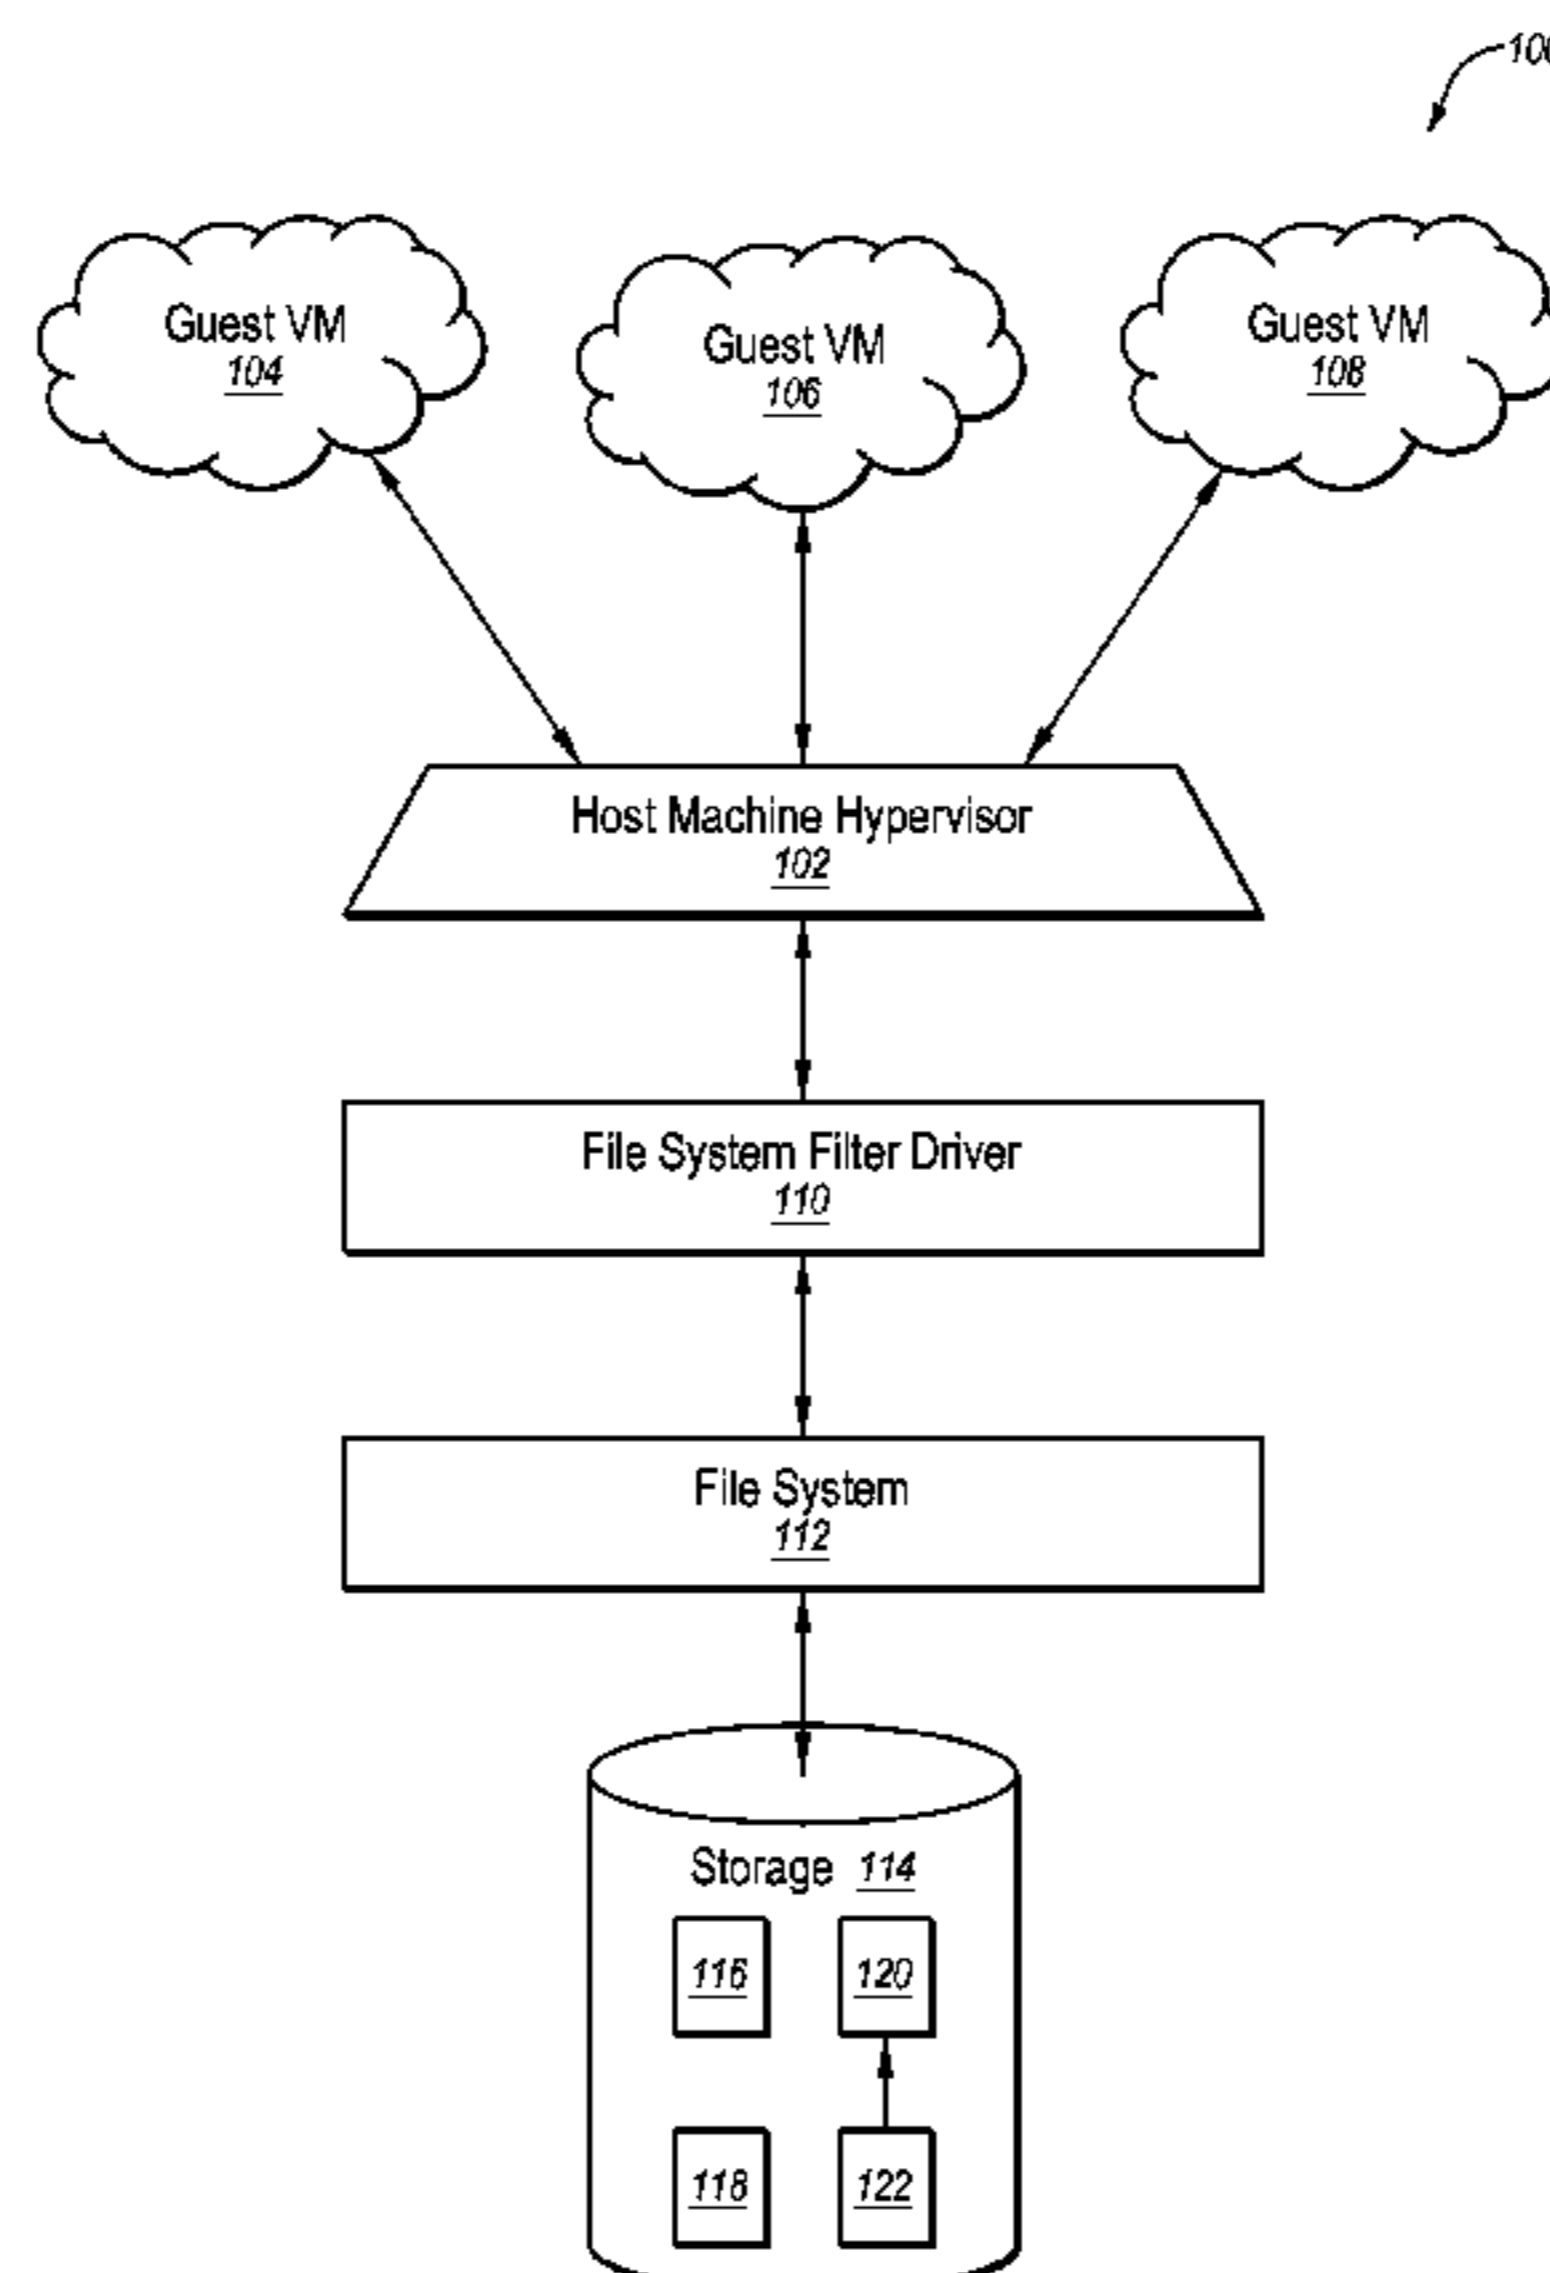 100
Guest VM
104
Guest VM
106
Guest VM
108
Host Machine Hypervisor
102
File System Filter Driver
110
File System
112
Storage 114
116 120
118 122